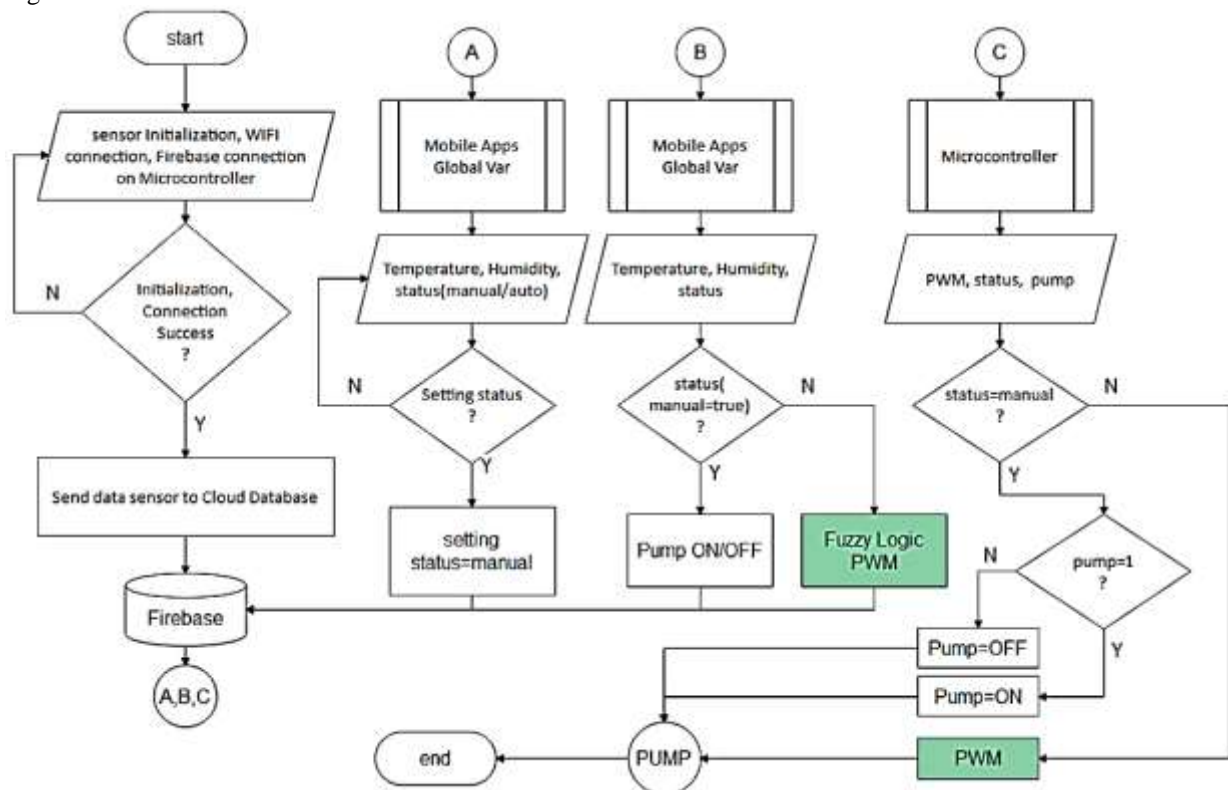 start
sensor Initialization, WIFI
connection, Firebase connection
on Microcontroller
N
Initialization,
Connection
Success
?
Y
Send data sensor to Cloud Database
Firebase
A,B,C
A
Mobile Apps
Global Var
Temperature, Humidity,
status(manual/auto)
N
Setting status
?
Y
setting
status=manual
B
Mobile Apps
Global Var
Temperature, Humidity,
status
status(
manual=true)
?
N
Y
Pump ON/OFF
Fuzzy Logic
PWM
C
Microcontroller
PWM, status, pump
status=manual
?
N
Y
pump=1
?
N
Y
Pump=OFF
Pump=ON
PWM
PUMP
end